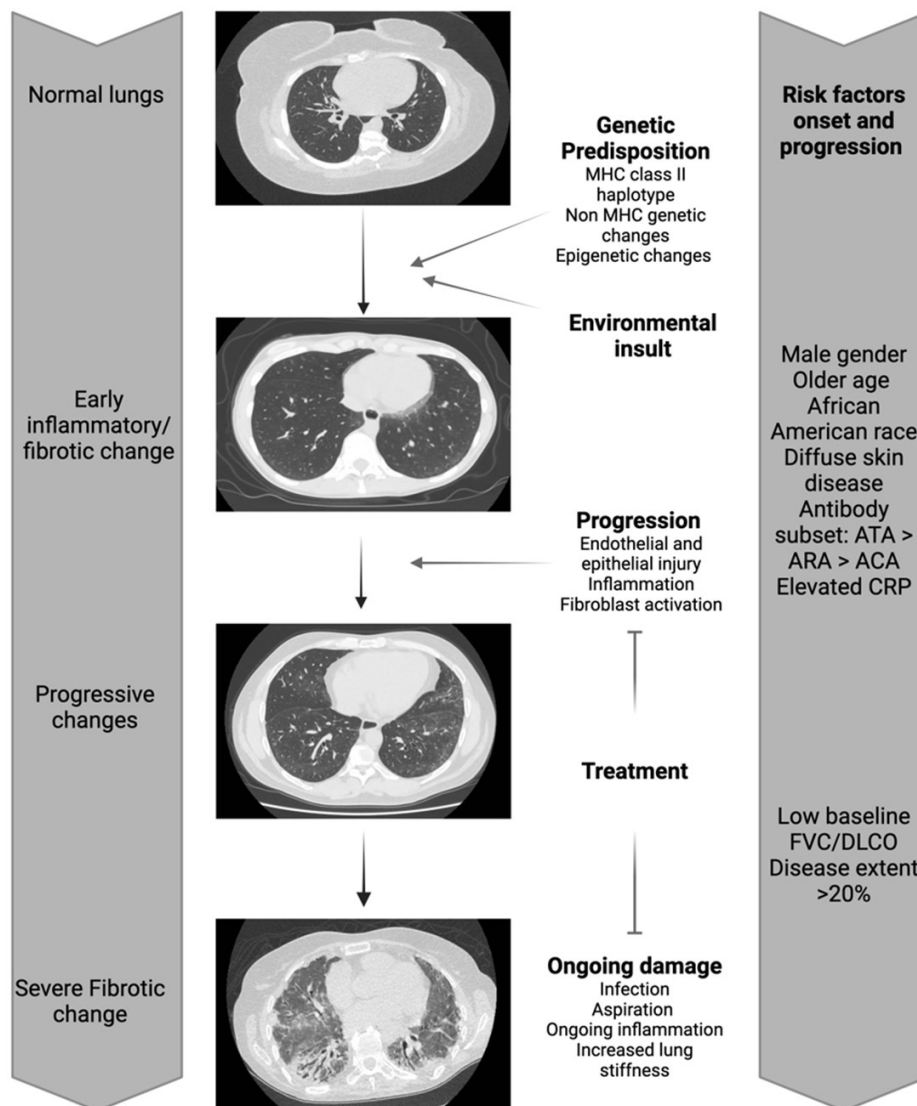 Normal lungs
Risk factors
onset and
progression
Genetic
Predisposition
MHC class II
haplotype
Non MHC genetic
changes
Epigenetic changes
Environmental
insult
Early
inflammatory/
fibrotic change
Male gender
Older age
African
American race
Diffuse skin
disease
Antibody
subset: ATA >
ARA > ACA
Elevated CRP
Progression
Endothelial and
epithelial injury
Inflammation
Fibroblast activation
Progressive
changes
Treatment
Low baseline
FVC/DLCO
Disease extent
>20%
Severe Fibrotic
change
Ongoing damage
Infection
Aspiration
Ongoing inflammation
Increased lung
stiffness